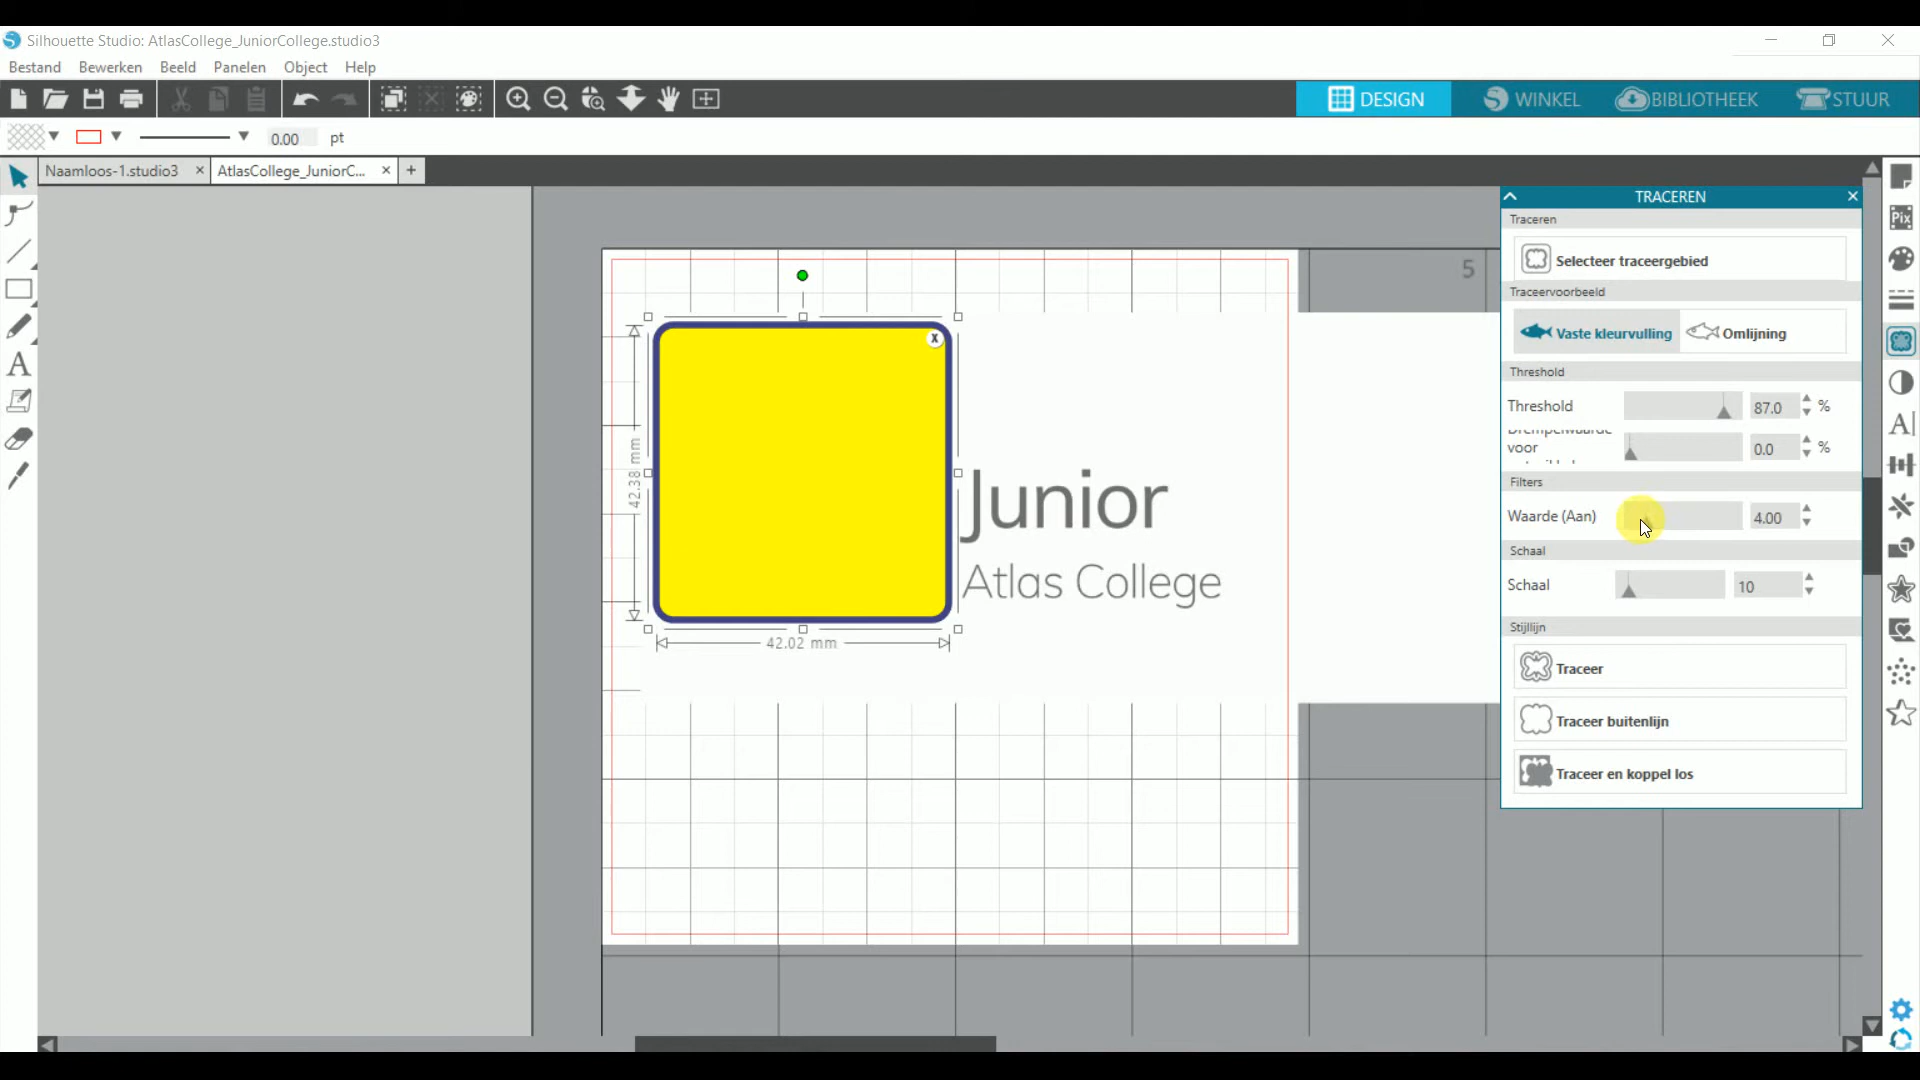 Silhouette Studio: AtlasCollege_JuniorCollege.studio3
Bestand Bewerken Beeld Panelen Object Help
DESIGN WINKEL BIBLIOTHEEK STUUR
0.00 pt
Naamloos-1.studio3 × AtlasCollege_JuniorC... × +
TRACEREN
Traceren
5
Selecteer traceergebied
Traceervoorbeeld
Vaste kleurvulling Omlijning
X
Threshold
Threshold 87.0 %
voor 0.0 %
Filters
Waarde (Aan) 4.00
42.38 mm
Junior
Schaal
Schaal 10
Atlas College
Stijllijn
42.02 mm
Traceer
Traceer buitenlijn
Traceer en koppel los
Pix
A
A